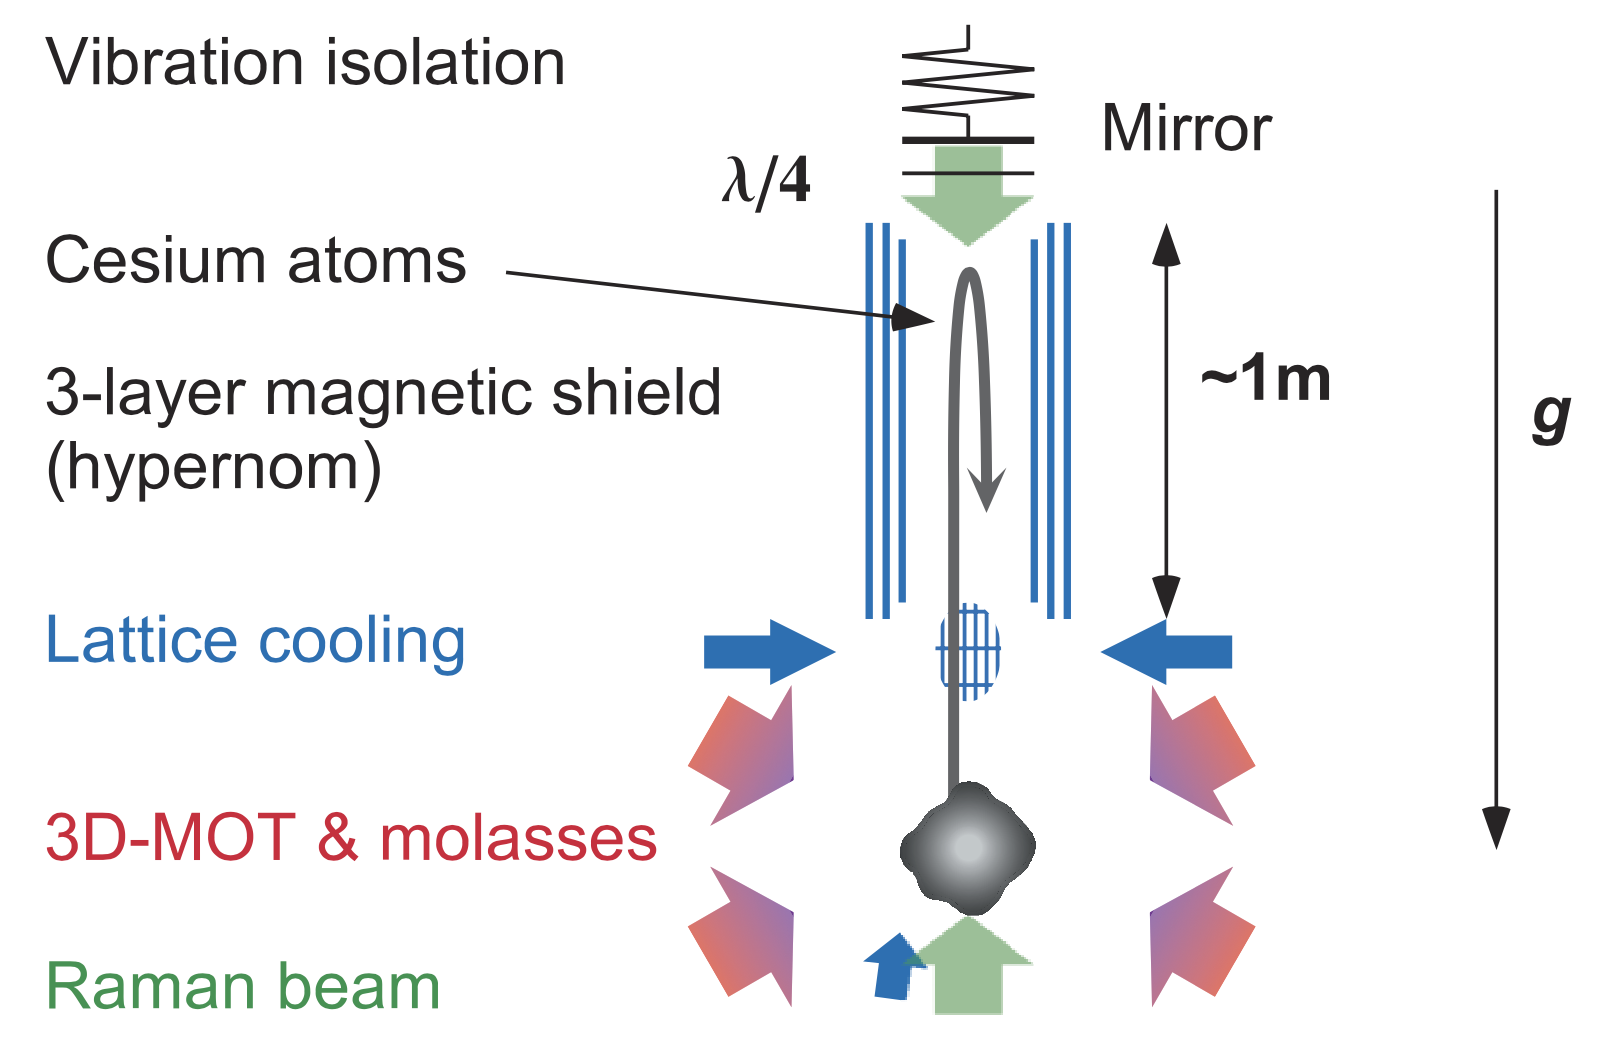 Vibration isolation
Mirror
λ/4
Cesium atoms
3-layer magnetic shield
(hypernom)
~1m
g
Lattice cooling
3D-MOT & molasses
Raman beam